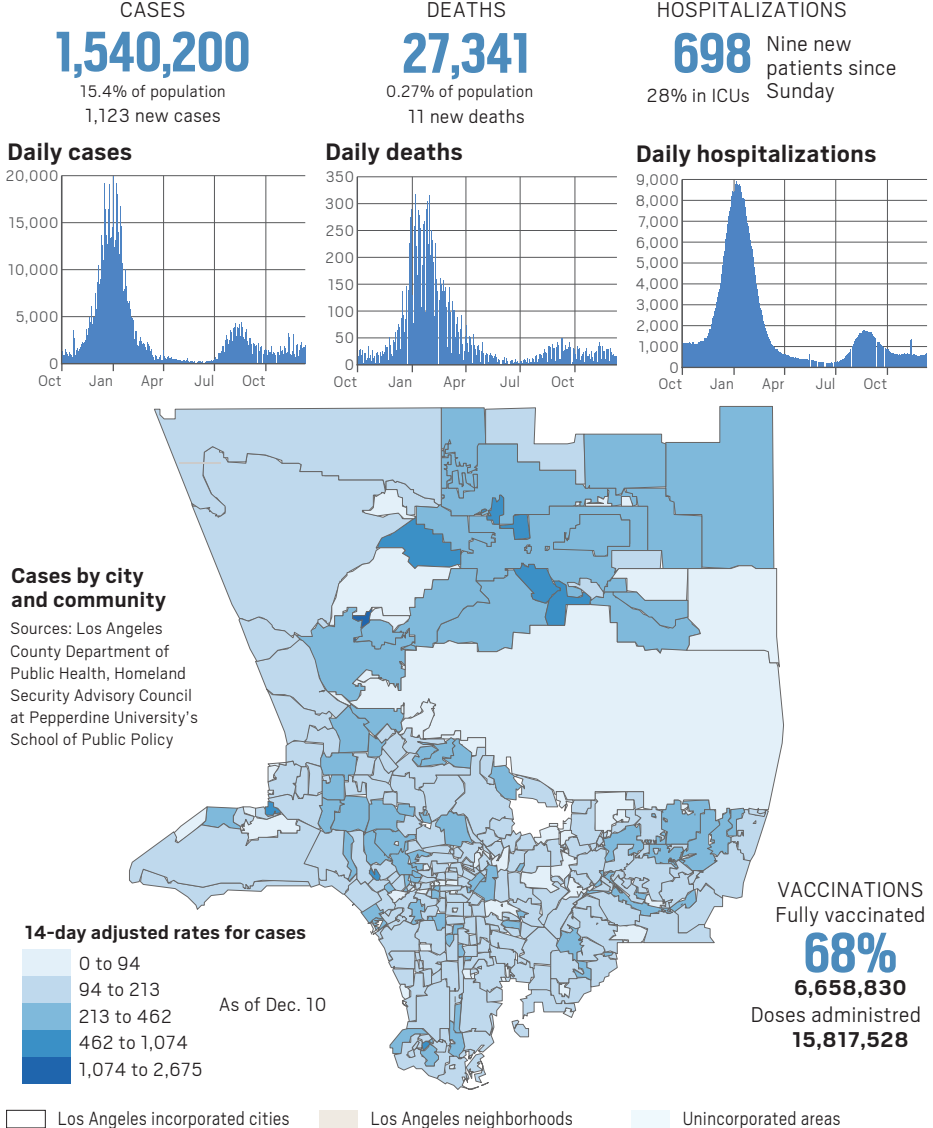 CASES
1,540,200
15.4% of population
1,123 new cases
DEATHS
27,341
0.27% of population
11 new deaths
HOSPITALIZATIONS
698
28% in ICUs
Nine new
patients since
Sunday
Daily cases
20,000
15,000
10,000
5,000
0
Oct Jan Apr Jul Oct
Daily deaths
350
300
250
200
150
100
50
0
Oct Jan Apr Jul Oct
Daily hospitalizations
9,000
8,000
7,000
6,000
5,000
4,000
3,000
2,000
1,000
0
Oct Jan Apr Jul Oct
Cases by city
and community
Sources: Los Angeles
County Department of
Public Health, Homeland
Security Advisory Council
at Pepperdine University's
School of Public Policy
14-day adjusted rates for cases
0 to 94
94 to 213
213 to 462
462 to 1,074
1,074 to 2,675
As of Dec. 10
VACCINATIONS
Fully vaccinated
68%
6,658,830
Doses administred
15,817,528
Los Angeles incorporated cities
Los Angeles neighborhoods
Unincorporated areas